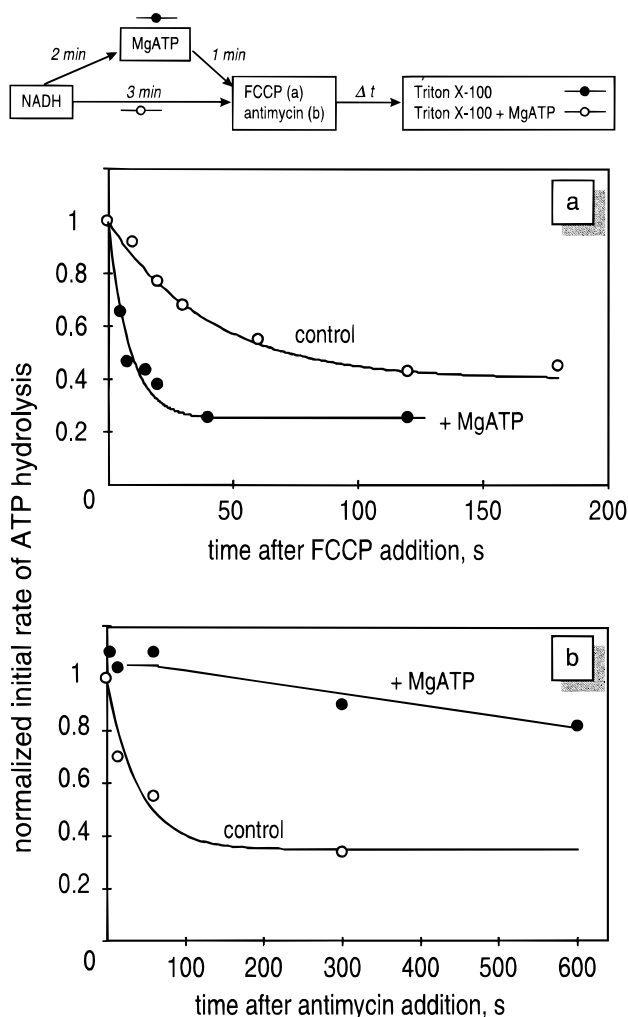 MgATP
2 min
1 min
NADH
3 min
FCCP (a)
antimycin (b)
Δ t
Triton X-100
Triton X-100 + MgATP
a
1
0.8
0.6
0.4
0.2
0
control
+ MgATP
50
100
150
200
time after FCCP addition, s
normalized initial rate of ATP hydrolysis
b
1
0.8
0.6
0.4
0.2
0
+ MgATP
control
100
200
300
400
500
600
time after antimycin addition, s